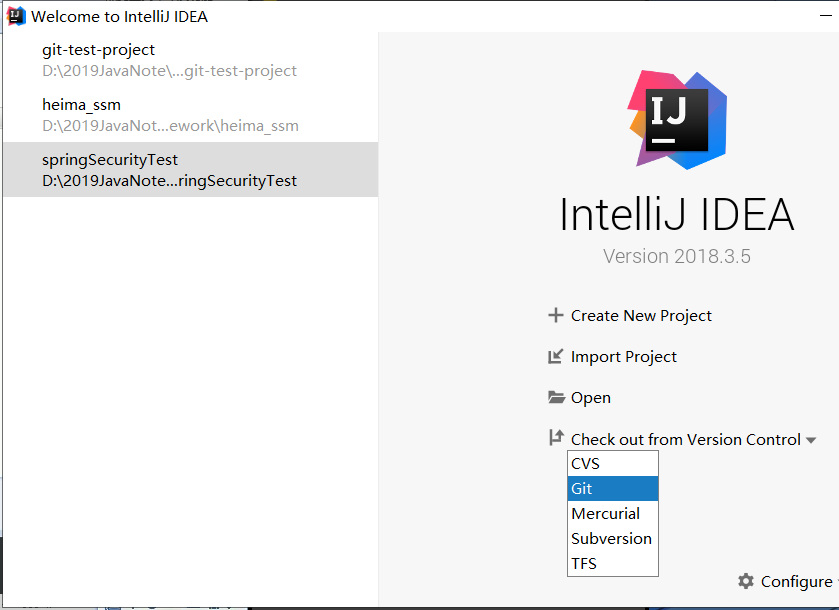 Welcome to IntelliJ IDEA
git-test-project
D:\2019JavaNote\...git-test-project
heima_ssm
D:\2019JavaNot...ework\heima_ssm
springSecurityTest
D:\2019JavaNote...ringSecurityTest
IJ
IntelliJ IDEA
Version 2018.3.5
Create New Project
Import Project
Open
Check out from Version Control
CVS
Git
Mercurial
Subversion
TFS
Configure